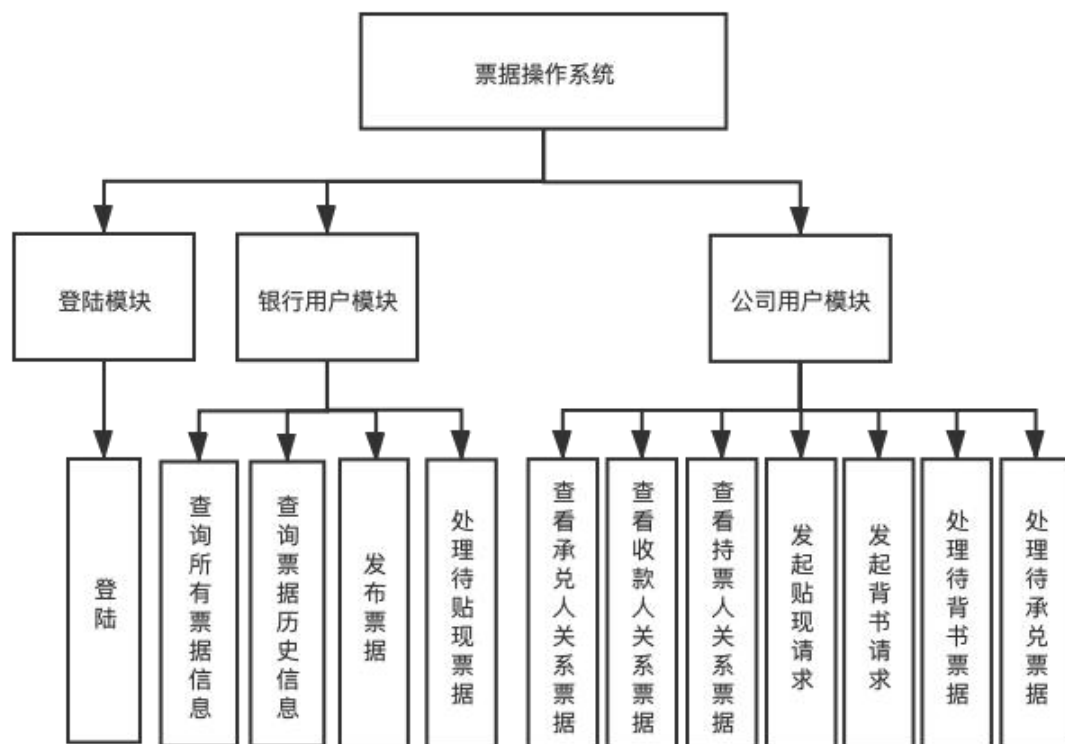 票据操作系统
登陆模块
银行用户模块
公司用户模块
登陆
查询所有票据信息
查询票据历史信息
发布票据
处理待贴现票据
查看承兑人关系票据
查看收款人关系票据
查看持票人关系票据
发起贴现请求
发起背书请求
处理待背书票据
处理待承兑票据